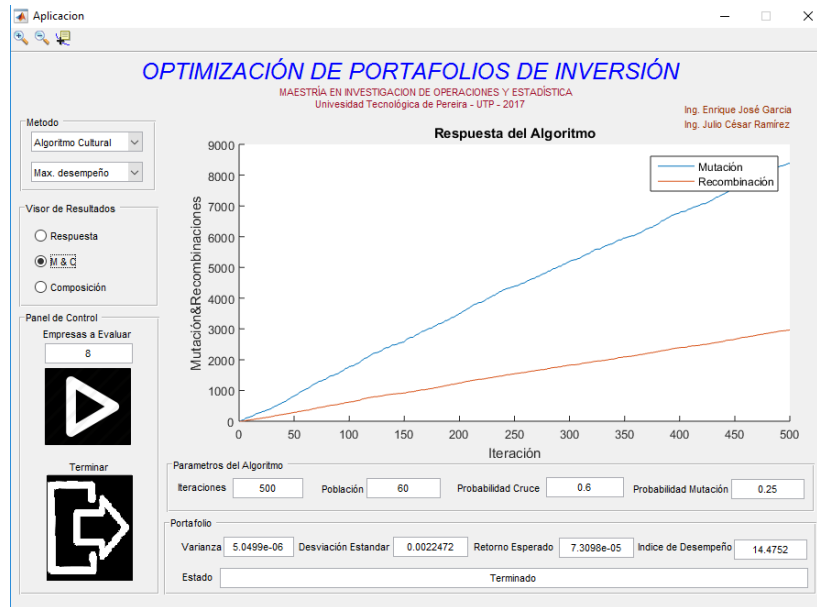 Aplicacion
OPTIMIZACIÓN DE PORTAFOLIOS DE INVERSIÓN
MAESTRÌA EN INVESTIGACION DE OPERACIONES Y ESTADÍSTICA
Univesidad Tecnológica de Pereira - UTP - 2017
Ing. Enrique José Garcia
Ing. Julio César Ramírez
Metodo
Algoritmo Cultural
Max. desempeño
Visor de Resultados
Respuesta
M & C
Composición
Panel de Control
Empresas a Evaluar
8
Terminar
Respuesta del Algoritmo
Mutación
Recombinación
Mutación&Recombinaciones
9000
8000
7000
6000
5000
4000
3000
2000
1000
0
0 50 100 150 200 250 300 350 400 450 500
Iteración
Parametros del Algoritmo
Iteraciones 500 Población 60 Probabilidad Cruce 0.6 Probabilidad Mutación 0.25
Portafolio
Varianza 5.0499e-06 Desviación Estandar 0.0022472 Retorno Esperado 7.3098e-05 Indice de Desempeño 14.4752
Estado Terminado